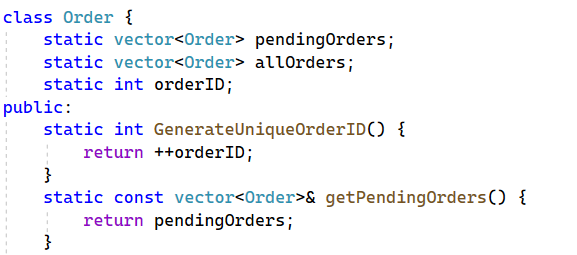 class Order {
    static vector<Order> pendingOrders;
    static vector<Order> allOrders;
    static int orderID;
public:
    static int GenerateUniqueOrderID() {
        return ++orderID;
    }
    static const vector<Order>& getPendingOrders() {
        return pendingOrders;
    }